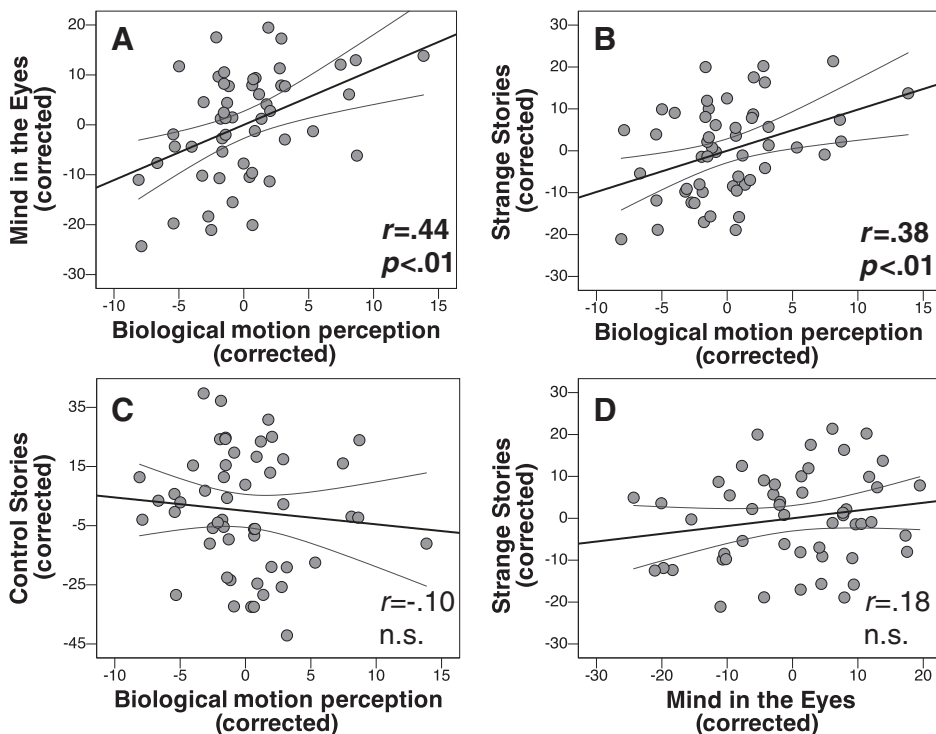 A
Mind in the Eyes
(corrected)
20
10
0
-10
-20
-30
r=.44
p<.01
-10 -5 0 5 10 15
Biological motion perception
(corrected)
B
Strange Stories
(corrected)
30
20
10
0
-10
-20
-30
r=.38
p<.01
-10 -5 0 5 10 15
Biological motion perception
(corrected)
C
Control Stories
(corrected)
35
15
-5
-25
-45
r=-.10
n.s.
-10 -5 0 5 10 15
Biological motion perception
(corrected)
D
Strange Stories
(corrected)
30
20
10
0
-10
-20
-30
r=.18
n.s.
-30 -20 -10 0 10 20
Mind in the Eyes
(corrected)